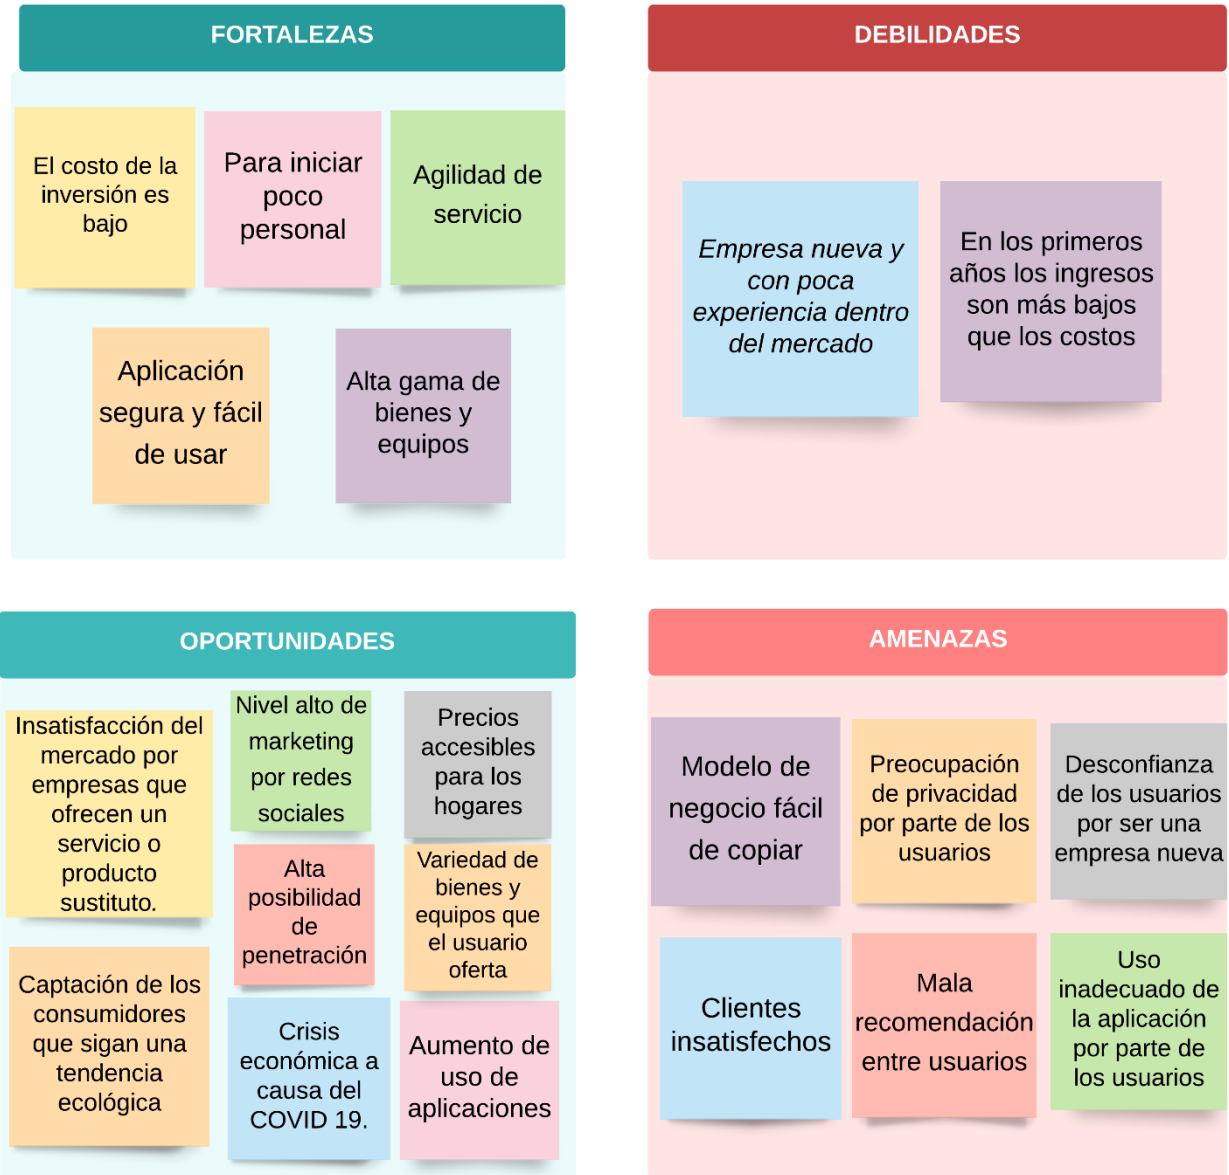 FORTALEZAS
El costo de la
inversión es
bajo
Para iniciar
poco
personal
Agilidad de
servicio
Aplicación
segura y fácil
de usar
Alta gama de
bienes y
equipos
DEBILIDADES
Empresa nueva y
con poca
experiencia dentro
del mercado
En los primeros
años los ingresos
son más bajos
que los costos
OPORTUNIDADES
Insatisfacción del
mercado por
empresas que
ofrecen un
servicio o
producto
sustituto.
Nivel alto de
marketing
por redes
sociales
Precios
accesibles
para los
hogares
Alta
posibilidad
de
penetración
Variedad de
bienes y
equipos que
el usuario
oferta
Captación de los
consumidores
que sigan una
tendencia
ecológica
Crisis
económica a
causa del
COVID 19.
Aumento de
uso de
aplicaciones
AMENAZAS
Modelo de
negocio fácil
de copiar
Preocupación
de privacidad
por parte de los
usuarios
Desconfianza
de los usuarios
por ser una
empresa nueva
Clientes
insatisfechos
Mala
recomendación
entre usuarios
Uso
inadecuado de
la aplicación
por parte de
los usuarios